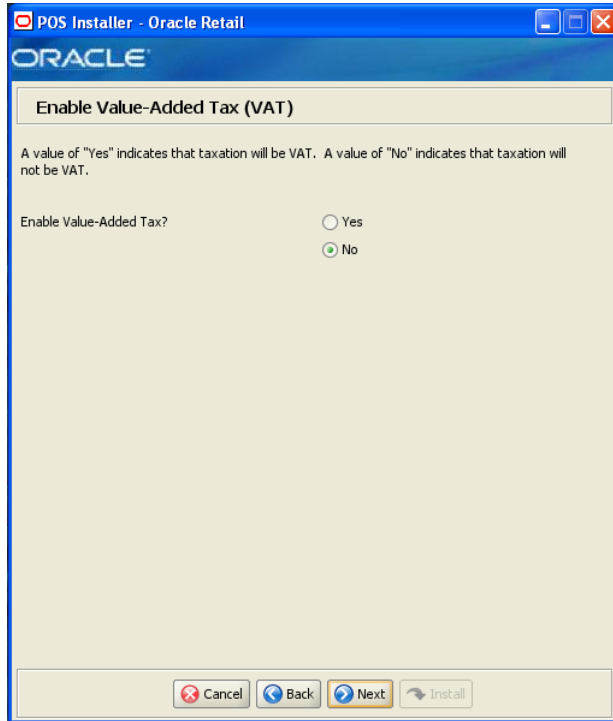 POS Installer - Oracle Retail
ORACLE
Enable Value-Added Tax (VAT)
A value of "Yes" indicates that taxation will be VAT. A value of "No" indicates that taxation will
not be VAT.
Enable Value-Added Tax?
Yes
No
Cancel Back Next Install